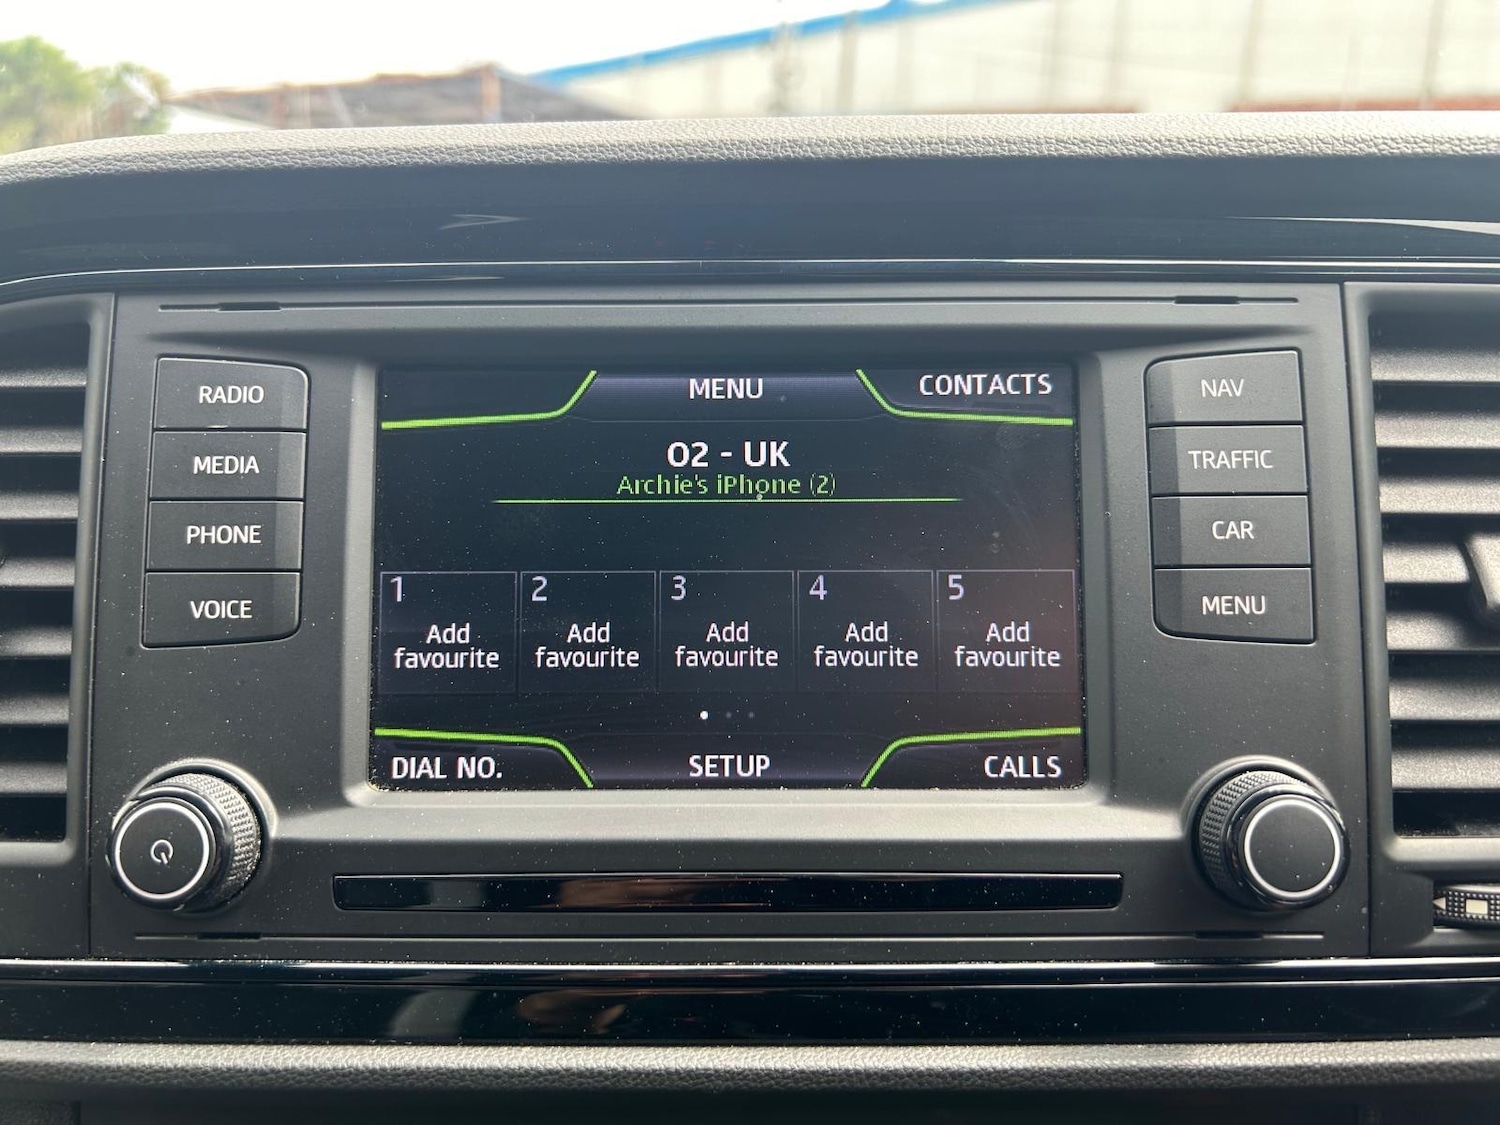 RADIO
MEDIA
PHONE
VOICE
MENU
CONTACTS
O2 - UK
Archie's iPhone (2)
1
Add
favourite
2
Add
favourite
3
Add
favourite
4
Add
favourite
5
Add
favourite
DIAL NO.
SETUP
CALLS
NAV
TRAFFIC
CAR
MENU